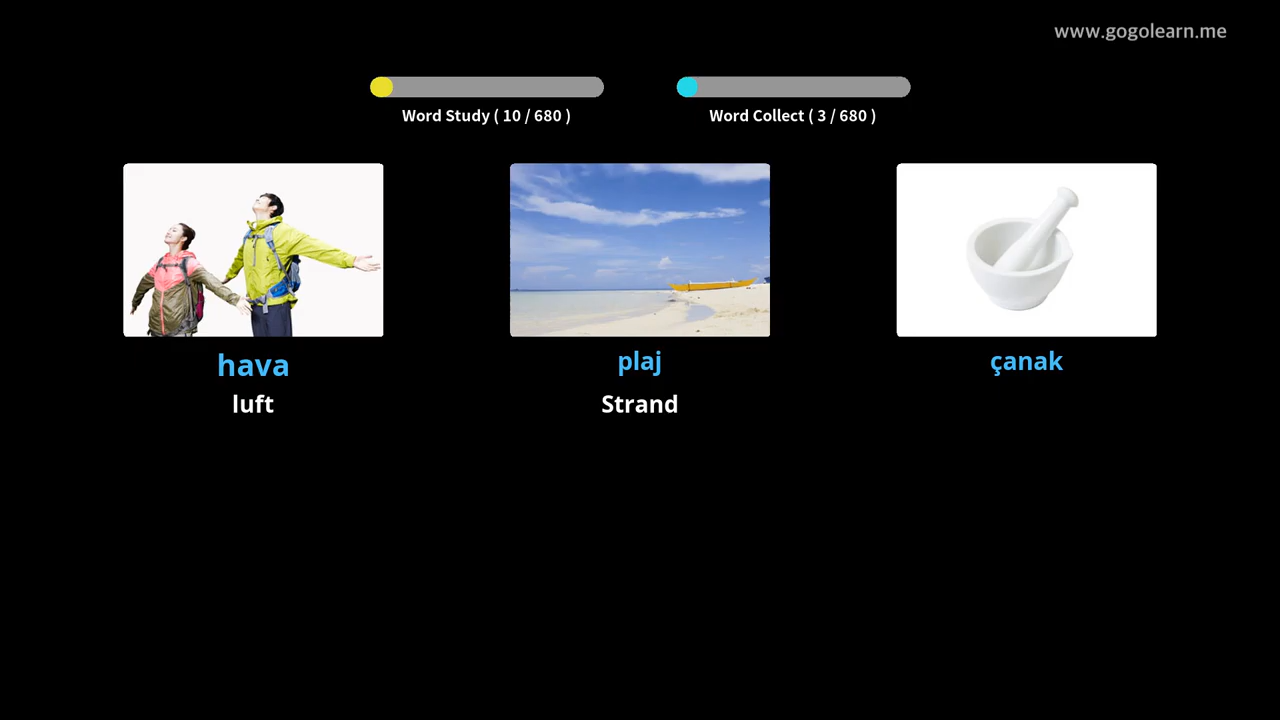 www.gogolearn.me
Word Study ( 10 / 680 )
Word Collect ( 3 / 680 )
hava
plaj
çanak
luft
Strand